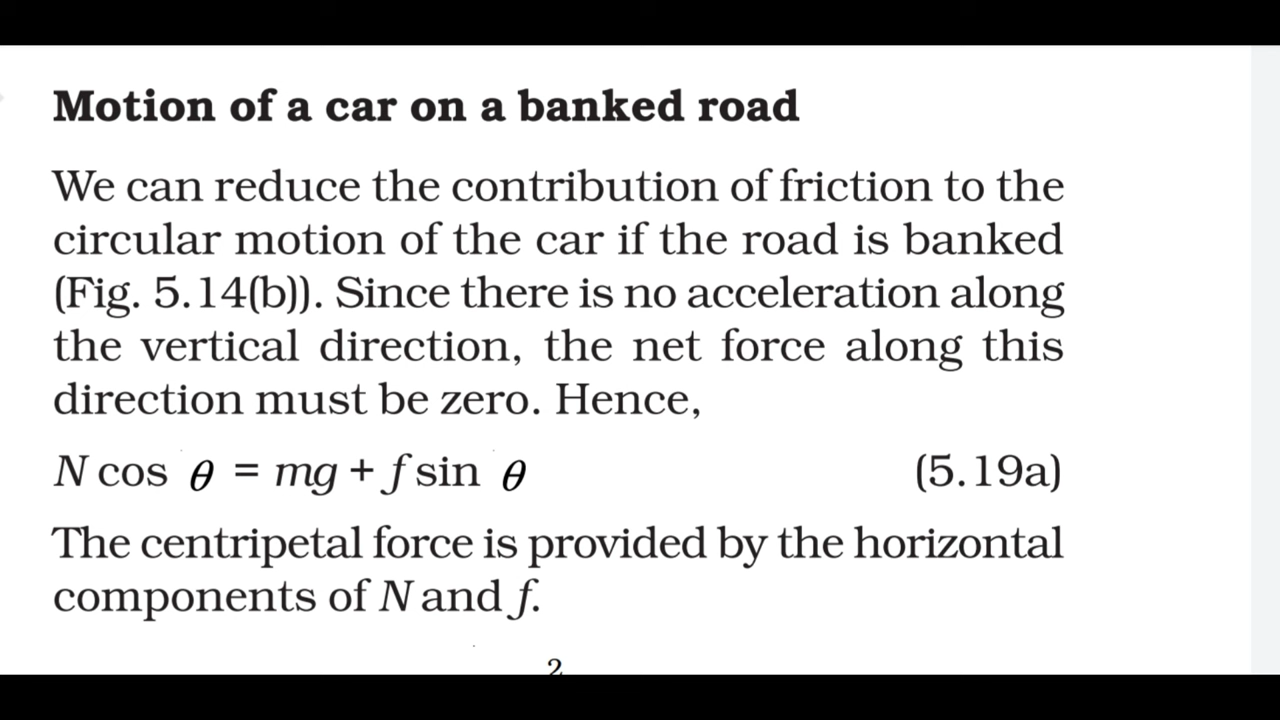 Motion of a car on a banked road
We can reduce the contribution of friction to the
circular motion of the car if the road is banked
(Fig. 5.14(b)). Since there is no acceleration along
the vertical direction, the net force along this
direction must be zero. Hence,
N cos θ = mg + f sin θ (5.19a)
The centripetal force is provided by the horizontal
components of N and f.
2